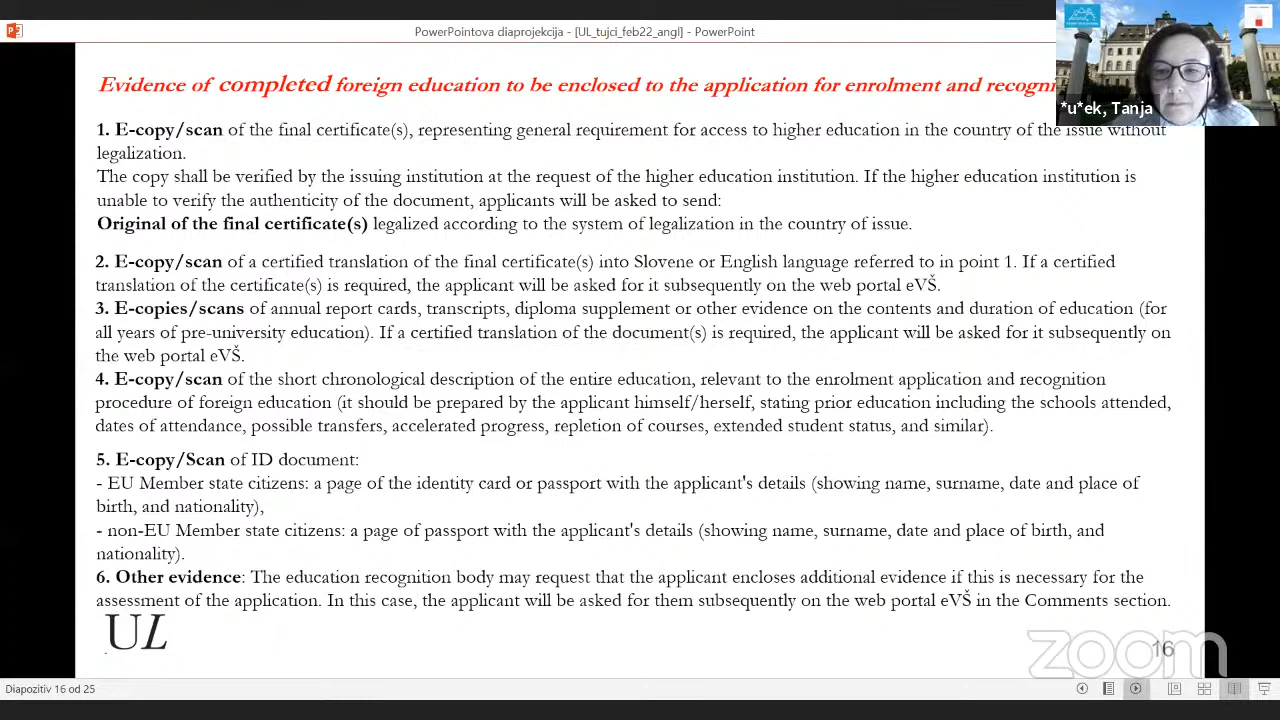 PowerPointova diaprojekcija - [UL_tujci_feb22_angl] - PowerPoint
Evidence of completed foreign education to be enclosed to the application for enrolment and
*u*ek, Tanja
1. E-copy/scan of the final certificate(s), representing general requirement for access to higher education in the country of the issue without
legalization.
The copy shall be verified by the issuing institution at the request of the higher education institution. If the higher education institution is
unable to verify the authenticity of the document, applicants will be asked to send:
Original of the final certificate(s) legalized according to the system of legalization in the country of issue.
2. E-copy/scan of a certified translation of the final certificate(s) into Slovene or English language referred to in point 1. If a certified
translation of the certificate(s) is required, the applicant will be asked for it subsequently on the web portal eVŠ.
3. E-copies/scans of annual report cards, transcripts, diploma supplement or other evidence on the contents and duration of education (for
all years of pre-university education). If a certified translation of the document(s) is required, the applicant will be asked for it subsequently on
the web portal eVŠ.
4. E-copy/scan of the short chronological description of the entire education, relevant to the enrolment application and recognition
procedure of foreign education (it should be prepared by the applicant himself/herself, stating prior education including the schools attended,
dates of attendance, possible transfers, accelerated progress, repletion of courses, extended student status, and similar).
5. E-copy/Scan of ID document:
- EU Member state citizens: a page of the identity card or passport with the applicant's details (showing name, surname, date and place of
birth, and nationality),
- non-EU Member state citizens: a page of passport with the applicant's details (showing name, surname, date and place of birth, and
nationality).
6. Other evidence: The education recognition body may request that the applicant encloses additional evidence if this is necessary for the
assessment of the application. In this case, the applicant will be asked for them subsequently on the web portal eVŠ in the Comments section.
UL
zoom
16
Diapozitiv 16 od 25